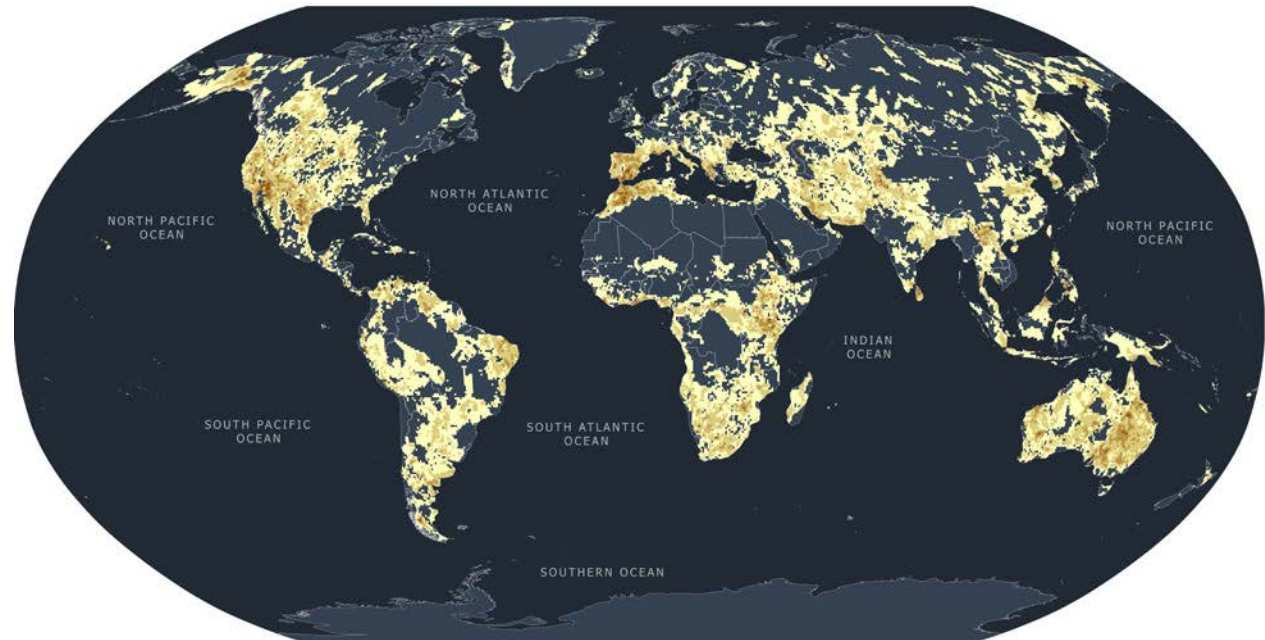 NORTH ATLANTIC
OCEAN
NORTH PACIFIC
OCEAN
NORTH PACIFIC
OCEAN
INDIAN
OCEAN
SOUTH PACIFIC
OCEAN
SOUTH ATLANTIC
OCEAN
SOUTHERN OCEAN